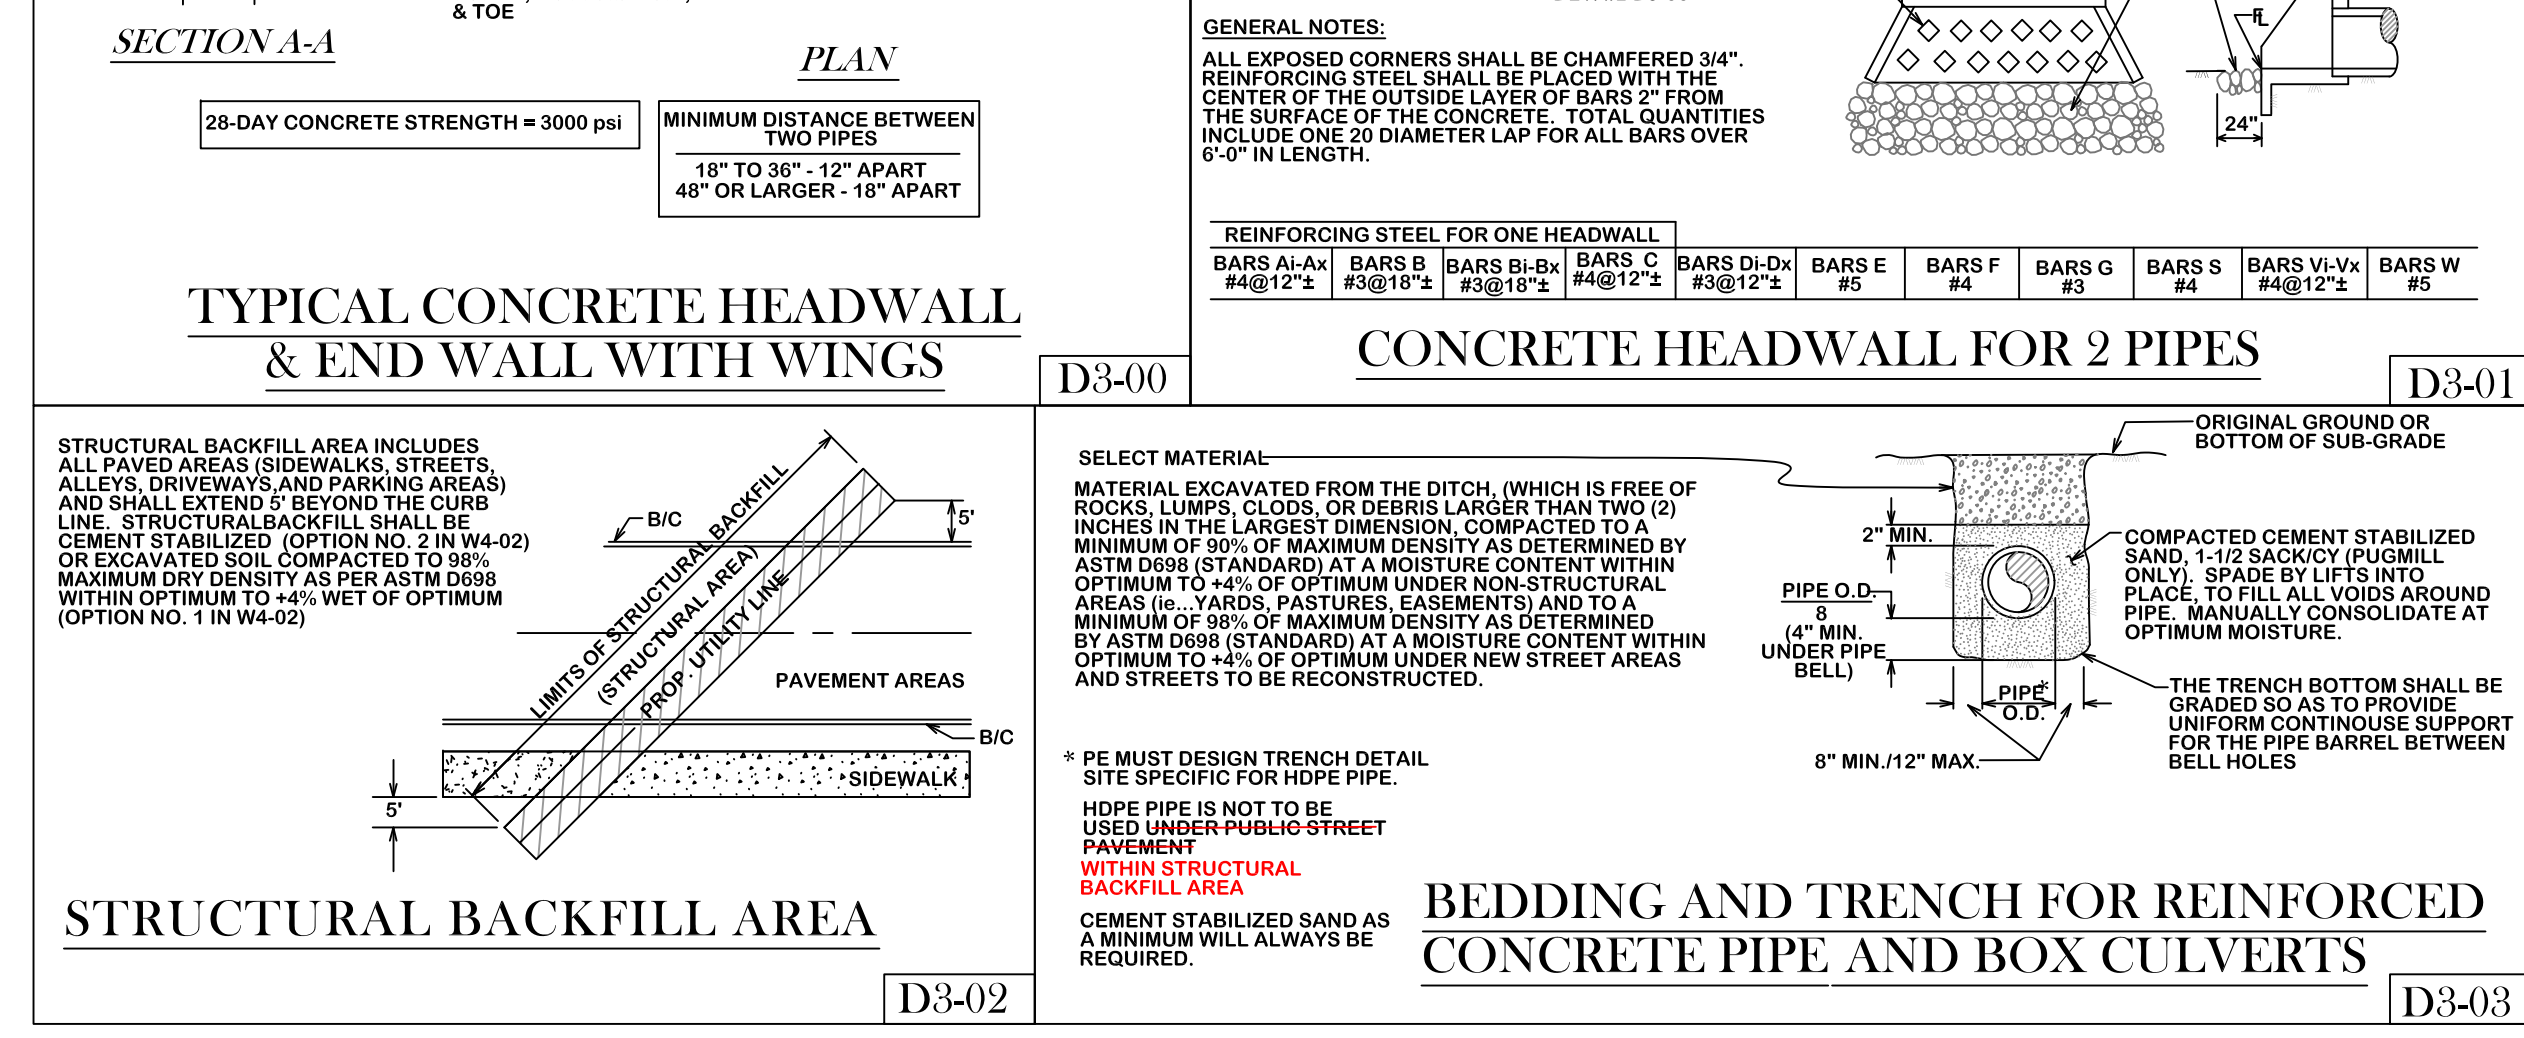 & TOE
SECTION A-A
PLAN
28-DAY CONCRETE STRENGTH = 3000 psi
MINIMUM DISTANCE BETWEEN
TWO PIPES
18" TO 36" - 12" APART
48" OR LARGER - 18" APART
TYPICAL CONCRETE HEADWALL
& END WALL WITH WINGS
D3-00
GENERAL NOTES:
ALL EXPOSED CORNERS SHALL BE CHAMFERED 3/4".
REINFORCING STEEL SHALL BE PLACED WITH THE
CENTER OF THE OUTSIDE LAYER OF BARS 2" FROM
THE SURFACE OF THE CONCRETE. TOTAL QUANTITIES
INCLUDE ONE 20 DIAMETER LAP FOR ALL BARS OVER
6'-0" IN LENGTH.
FL
24"
REINFORCING STEEL FOR ONE HEADWALL
BARS Ai-Ax
#4@12"±
BARS B
#3@18"±
BARS Bi-Bx
#3@18"±
BARS C
#4@12"±
BARS Di-Dx
#3@12"±
BARS E
#5
BARS F
#4
BARS G
#3
BARS S
#4
BARS Vi-Vx
#4@12"±
BARS W
#5
CONCRETE HEADWALL FOR 2 PIPES
D3-01
STRUCTURAL BACKFILL AREA INCLUDES
ALL PAVED AREAS (SIDEWALKS, STREETS,
ALLEYS, DRIVEWAYS,AND PARKING AREAS)
AND SHALL EXTEND 5' BEYOND THE CURB
LINE. STRUCTURALBACKFILL SHALL BE
CEMENT STABILIZED (OPTION NO. 2 IN W4-02)
OR EXCAVATED SOIL COMPACTED TO 98%
MAXIMUM DRY DENSITY AS PER ASTM D698
WITHIN OPTIMUM TO +4% WET OF OPTIMUM
(OPTION NO. 1 IN W4-02)
B/C
5'
LIMITS OF STRUCTURAL BACKFILL
(STRUCTURAL AREA)
PROP. UTILITY LINE
PAVEMENT AREAS
B/C
SIDEWALK
5'
STRUCTURAL BACKFILL AREA
D3-02
SELECT MATERIAL
MATERIAL EXCAVATED FROM THE DITCH, (WHICH IS FREE OF
ROCKS, LUMPS, CLODS, OR DEBRIS LARGER THAN TWO (2)
INCHES IN THE LARGEST DIMENSION, COMPACTED TO A
MINIMUM OF 90% OF MAXIMUM DENSITY AS DETERMINED BY
ASTM D698 (STANDARD) AT A MOISTURE CONTENT WITHIN
OPTIMUM TO +4% OF OPTIMUM UNDER NON-STRUCTURAL
AREAS (ie...YARDS, PASTURES, EASEMENTS) AND TO A
MINIMUM OF 98% OF MAXIMUM DENSITY AS DETERMINED
BY ASTM D698 (STANDARD) AT A MOISTURE CONTENT WITHIN
OPTIMUM TO +4% OF OPTIMUM UNDER NEW STREET AREAS
AND STREETS TO BE RECONSTRUCTED.
* PE MUST DESIGN TRENCH DETAIL
SITE SPECIFIC FOR HDPE PIPE.
HDPE PIPE IS NOT TO BE
USED UNDER PUBLIC STREET
PAVEMENT
WITHIN STRUCTURAL
BACKFILL AREA
CEMENT STABILIZED SAND AS
A MINIMUM WILL ALWAYS BE
REQUIRED.
ORIGINAL GROUND OR
BOTTOM OF SUB-GRADE
2" MIN.
PIPE O.D.
8
(4" MIN.
UNDER PIPE
BELL)
COMPACTED CEMENT STABILIZED
SAND, 1-1/2 SACK/CY (PUGMILL
ONLY). SPADE BY LIFTS INTO
PLACE, TO FILL ALL VOIDS AROUND
PIPE. MANUALLY CONSOLIDATE AT
OPTIMUM MOISTURE.
PIPE*
O.D.
8" MIN./12" MAX.
THE TRENCH BOTTOM SHALL BE
GRADED SO AS TO PROVIDE
UNIFORM CONTINOUSE SUPPORT
FOR THE PIPE BARREL BETWEEN
BELL HOLES
BEDDING AND TRENCH FOR REINFORCED
CONCRETE PIPE AND BOX CULVERTS
D3-03